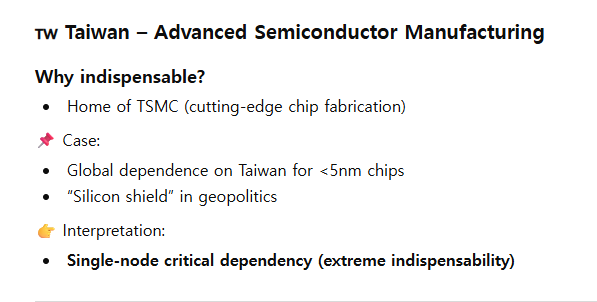 TW Taiwan – Advanced Semiconductor Manufacturing
Why indispensable?
• Home of TSMC (cutting-edge chip fabrication)
📌 Case:
• Global dependence on Taiwan for <5nm chips
• “Silicon shield” in geopolitics
👉 Interpretation:
• Single-node critical dependency (extreme indispensability)